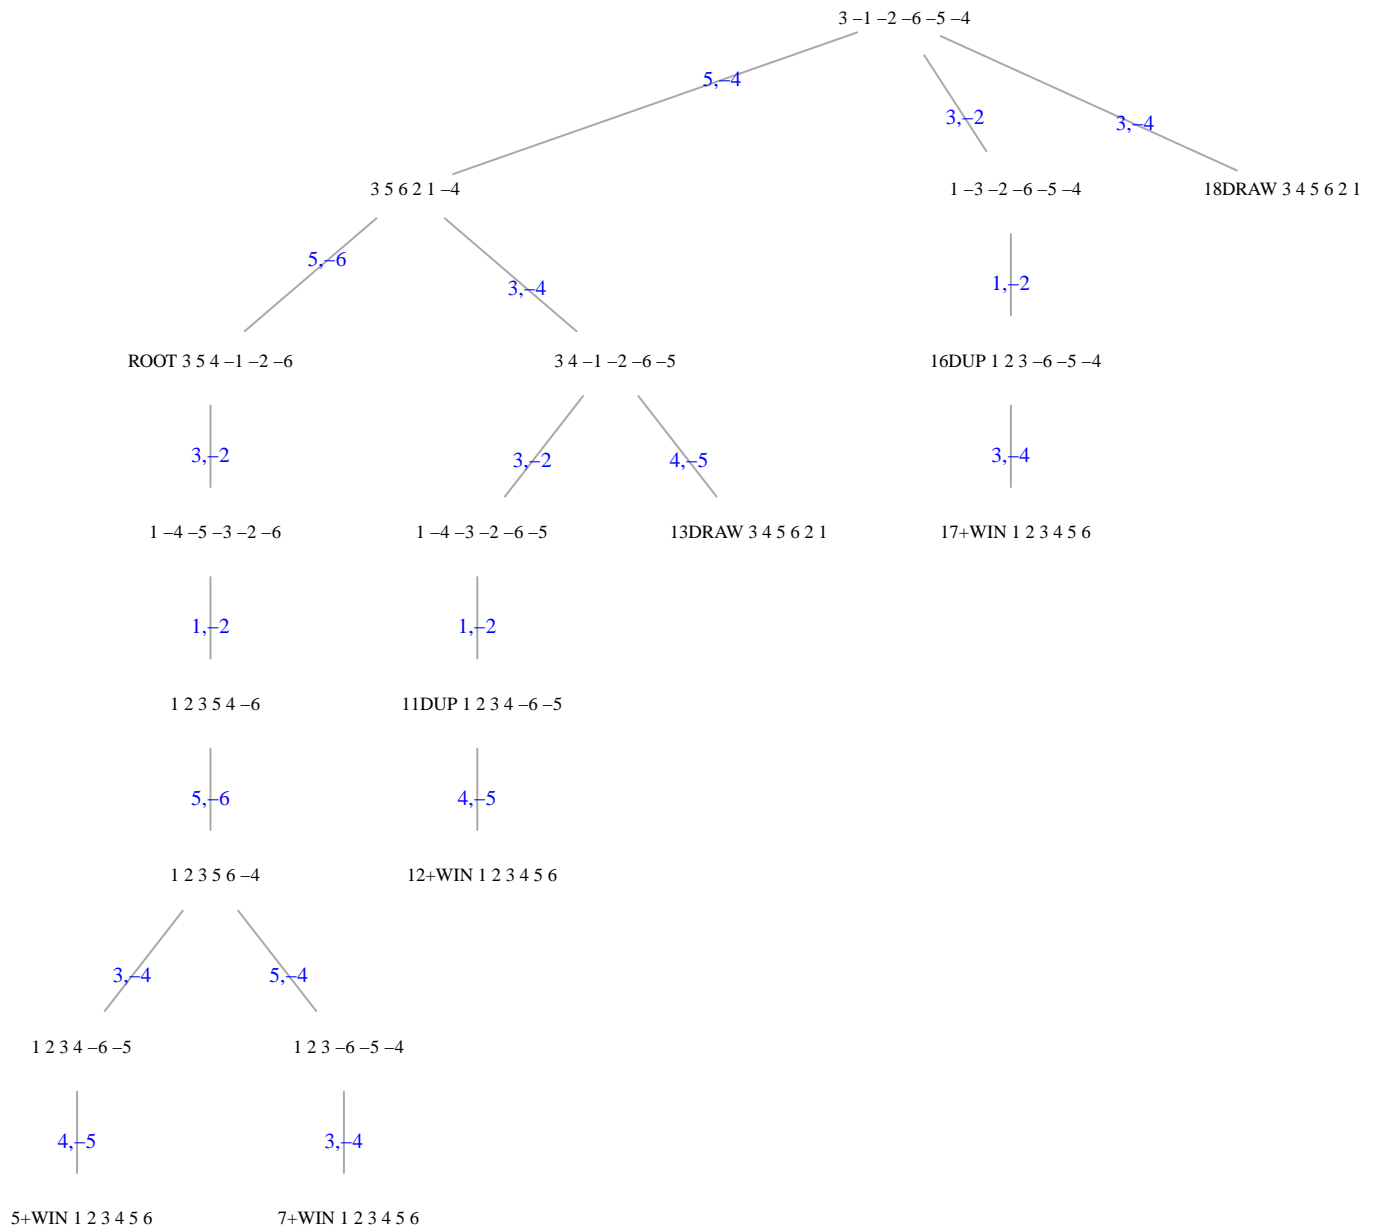 3 –1 –2 –6 –5 –4
5,–4
3,–2
3,–4
3 5 6 2 1 –4
1 –3 –2 –6 –5 –4
18DRAW 3 4 5 6 2 1
5,–6
3,–4
1,–2
ROOT 3 5 4 –1 –2 –6
3 4 –1 –2 –6 –5
16DUP 1 2 3 –6 –5 –4
3,–2
3,–2
4,–5
3,–4
1 –4 –5 –3 –2 –6
1 –4 –3 –2 –6 –5
13DRAW 3 4 5 6 2 1
17+WIN 1 2 3 4 5 6
1,–2
1,–2
1 2 3 5 4 –6
11DUP 1 2 3 4 –6 –5
5,–6
4,–5
1 2 3 5 6 –4
12+WIN 1 2 3 4 5 6
3,–4
5,–4
1 2 3 4 –6 –5
1 2 3 –6 –5 –4
4,–5
3,–4
5+WIN 1 2 3 4 5 6
7+WIN 1 2 3 4 5 6